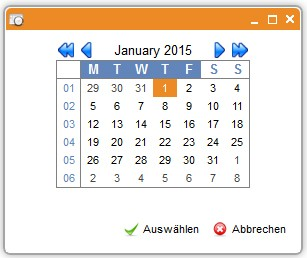 January 2015
M T W T F S S
01 29 30 31 1 2 3 4
02 5 6 7 8 9 10 11
03 12 13 14 15 16 17 18
04 19 20 21 22 23 24 25
05 26 27 28 29 30 31 1
06 2 3 4 5 6 7 8
Auswählen Abbrechen